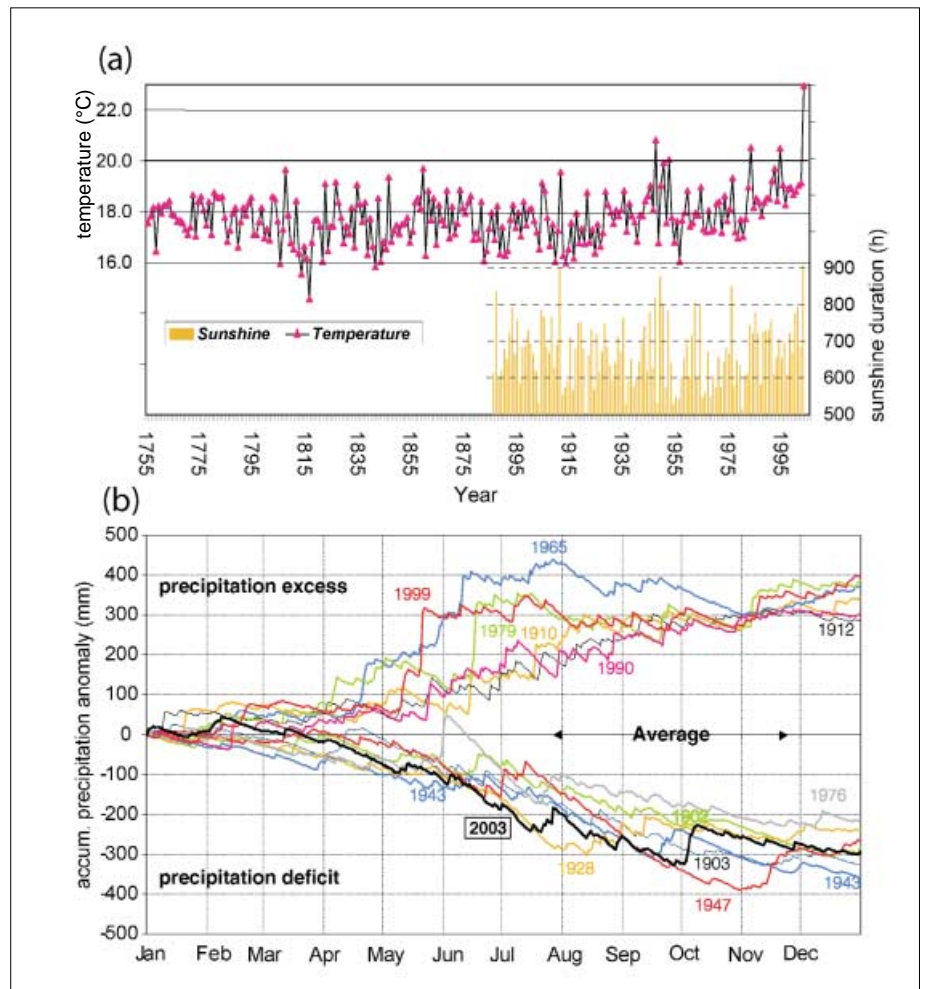 (a)
temperature (°C)
22.0
20.0
18.0
16.0
900
800
700
600
500
sunshine duration (h)
Sunshine Temperature
1755 1775 1795 1815 1835 1855 1875 1895 1915 1935 1955 1975 1995
Year
(b)
accum. precipitation anomaly (mm)
500
400
300
200
100
0
-100
-200
-300
-400
-500
precipitation excess
1965
1999
1979
1910
1990
1912
Average
1943
2003
1976
1902
1928
1903
1943
1947
precipitation deficit
Jan Feb Mar Apr May Jun Jul Aug Sep Oct Nov Dec